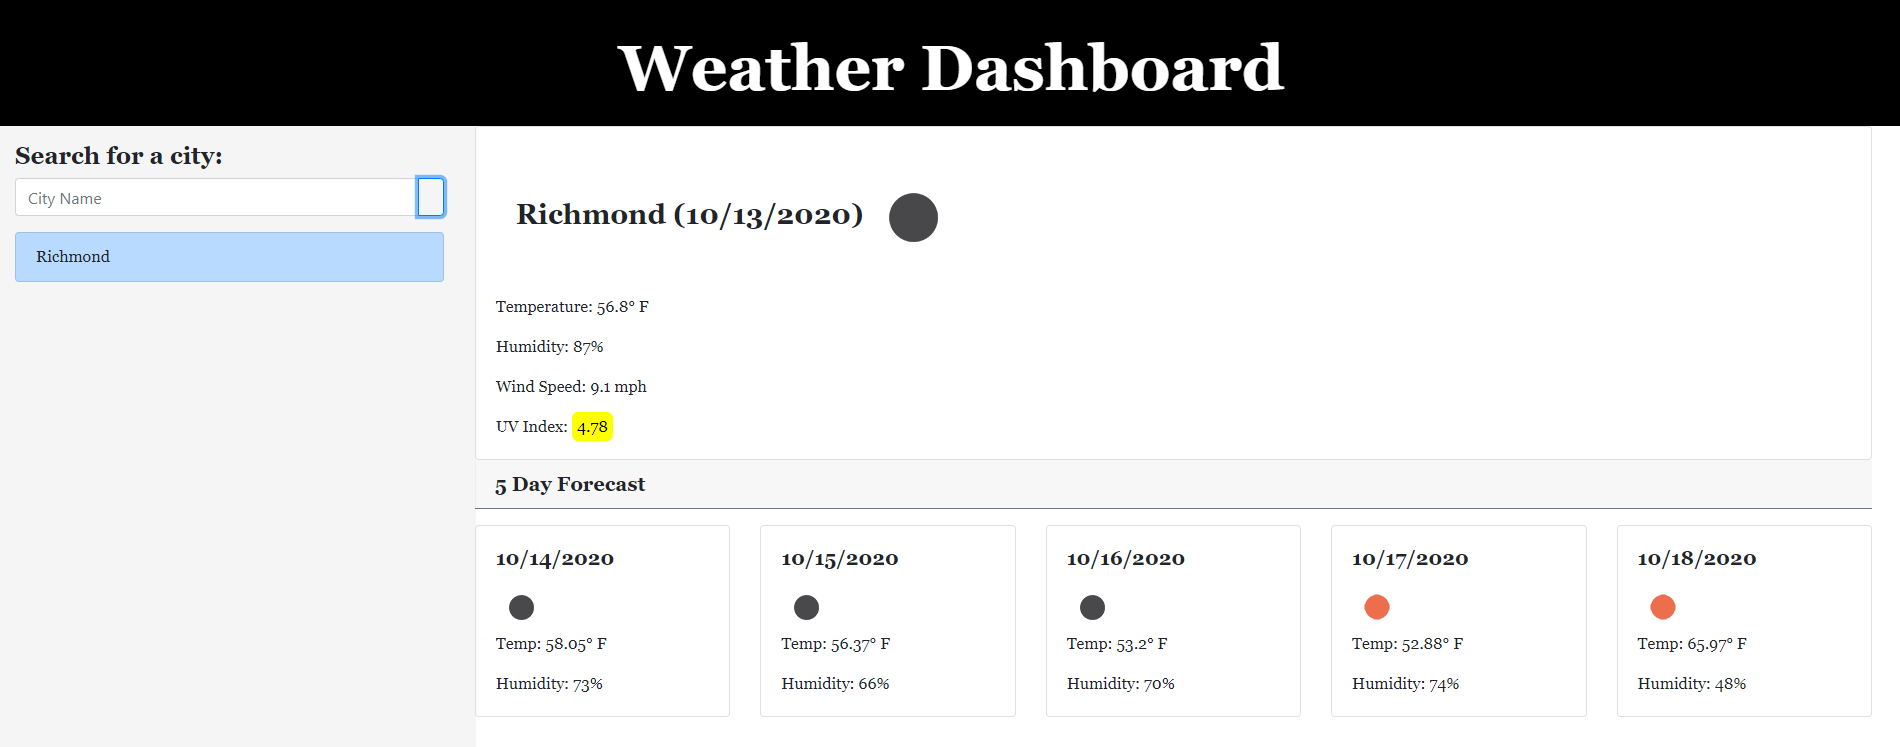 Weather Dashboard
Search for a city:
City Name
Richmond
Richmond (10/13/2020)
Temperature: 56.8° F
Humidity: 87%
Wind Speed: 9.1 mph
UV Index: 4.78
5 Day Forecast
10/14/2020
Temp: 58.05° F
Humidity: 73%
10/15/2020
Temp: 56.37° F
Humidity: 66%
10/16/2020
Temp: 53.2° F
Humidity: 70%
10/17/2020
Temp: 52.88° F
Humidity: 74%
10/18/2020
Temp: 65.97° F
Humidity: 48%